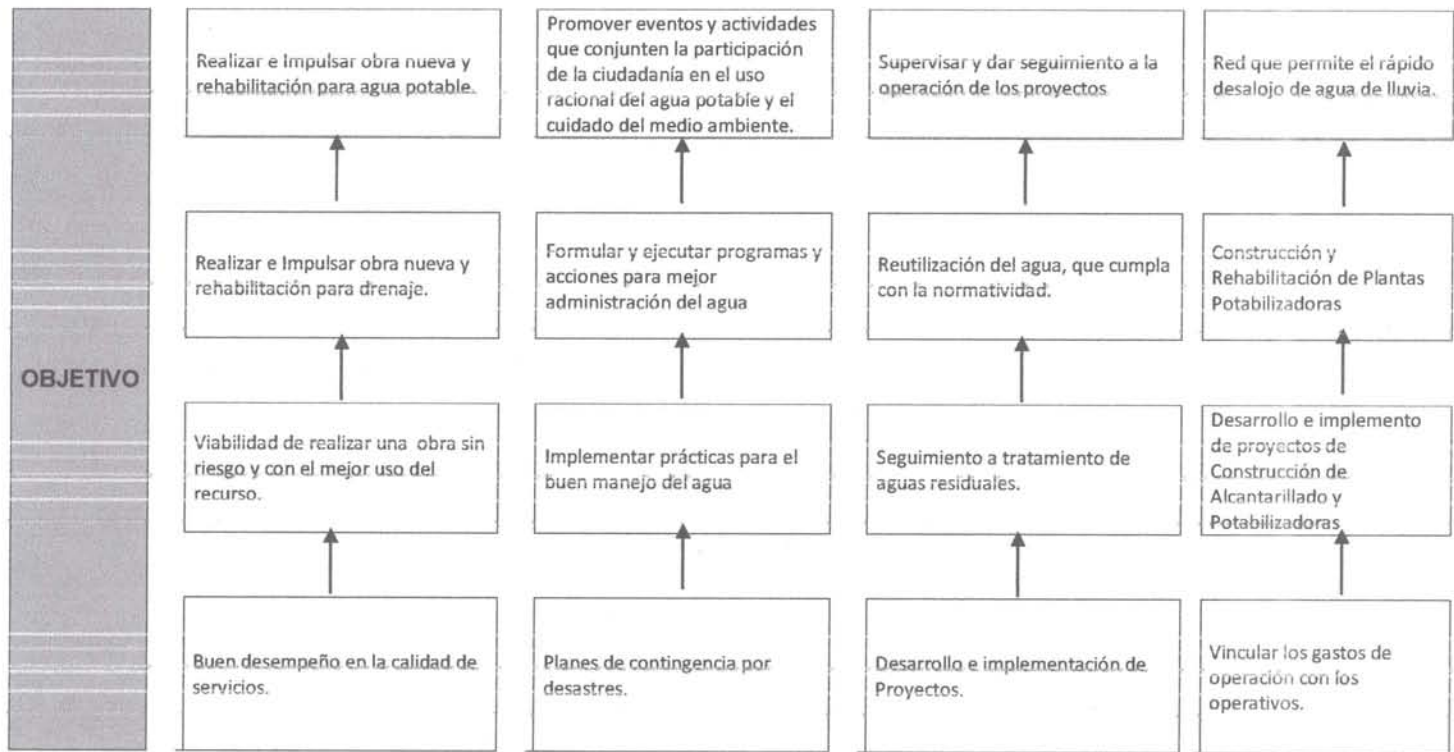 Realizar e Impulsar obra nueva y
rehabilitación para agua potable.
Promover eventos y actividades
que conjunten la participación
de la ciudadanía en el uso
racional del agua potable y el
cuidado del medio ambiente.
Supervisar y dar seguimiento a la
operación de los proyectos
Red que permite el rápido
desalojo de agua de lluvia.
Realizar e Impulsar obra nueva y
rehabilitación para drenaje.
Formular y ejecutar programas y
acciones para mejor
administración del agua
Reutilización del agua, que cumpla
con la normatividad.
Construcción y
Rehabilitación de Plantas
Potabilizadoras
OBJETIVO
Viabilidad de realizar una obra sin
riesgo y con el mejor uso del
recurso.
Implementar prácticas para el
buen manejo del agua
Seguimiento a tratamiento de
aguas residuales.
Desarrollo e implemento
de proyectos de
Construcción de
Alcantarillado y
Potabilizadoras
Buen desempeño en la calidad de
servicios.
Planes de contingencia por
desastres.
Desarrollo e implementación de
Proyectos.
Vincular los gastos de
operación con los
operativos.